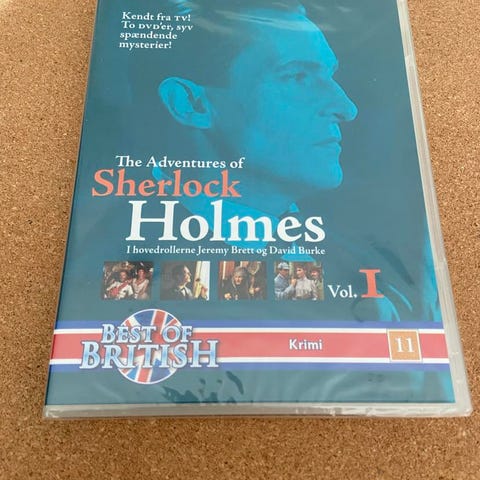 Kendt fra TV!
To DVD'er, syv
spændende
mysterier!
The Adventures of
Sherlock
Holmes
I hovedrollerne Jeremy Brett og David Burke
Vol. 1
BEST OF
BRITISH
Krimi
11